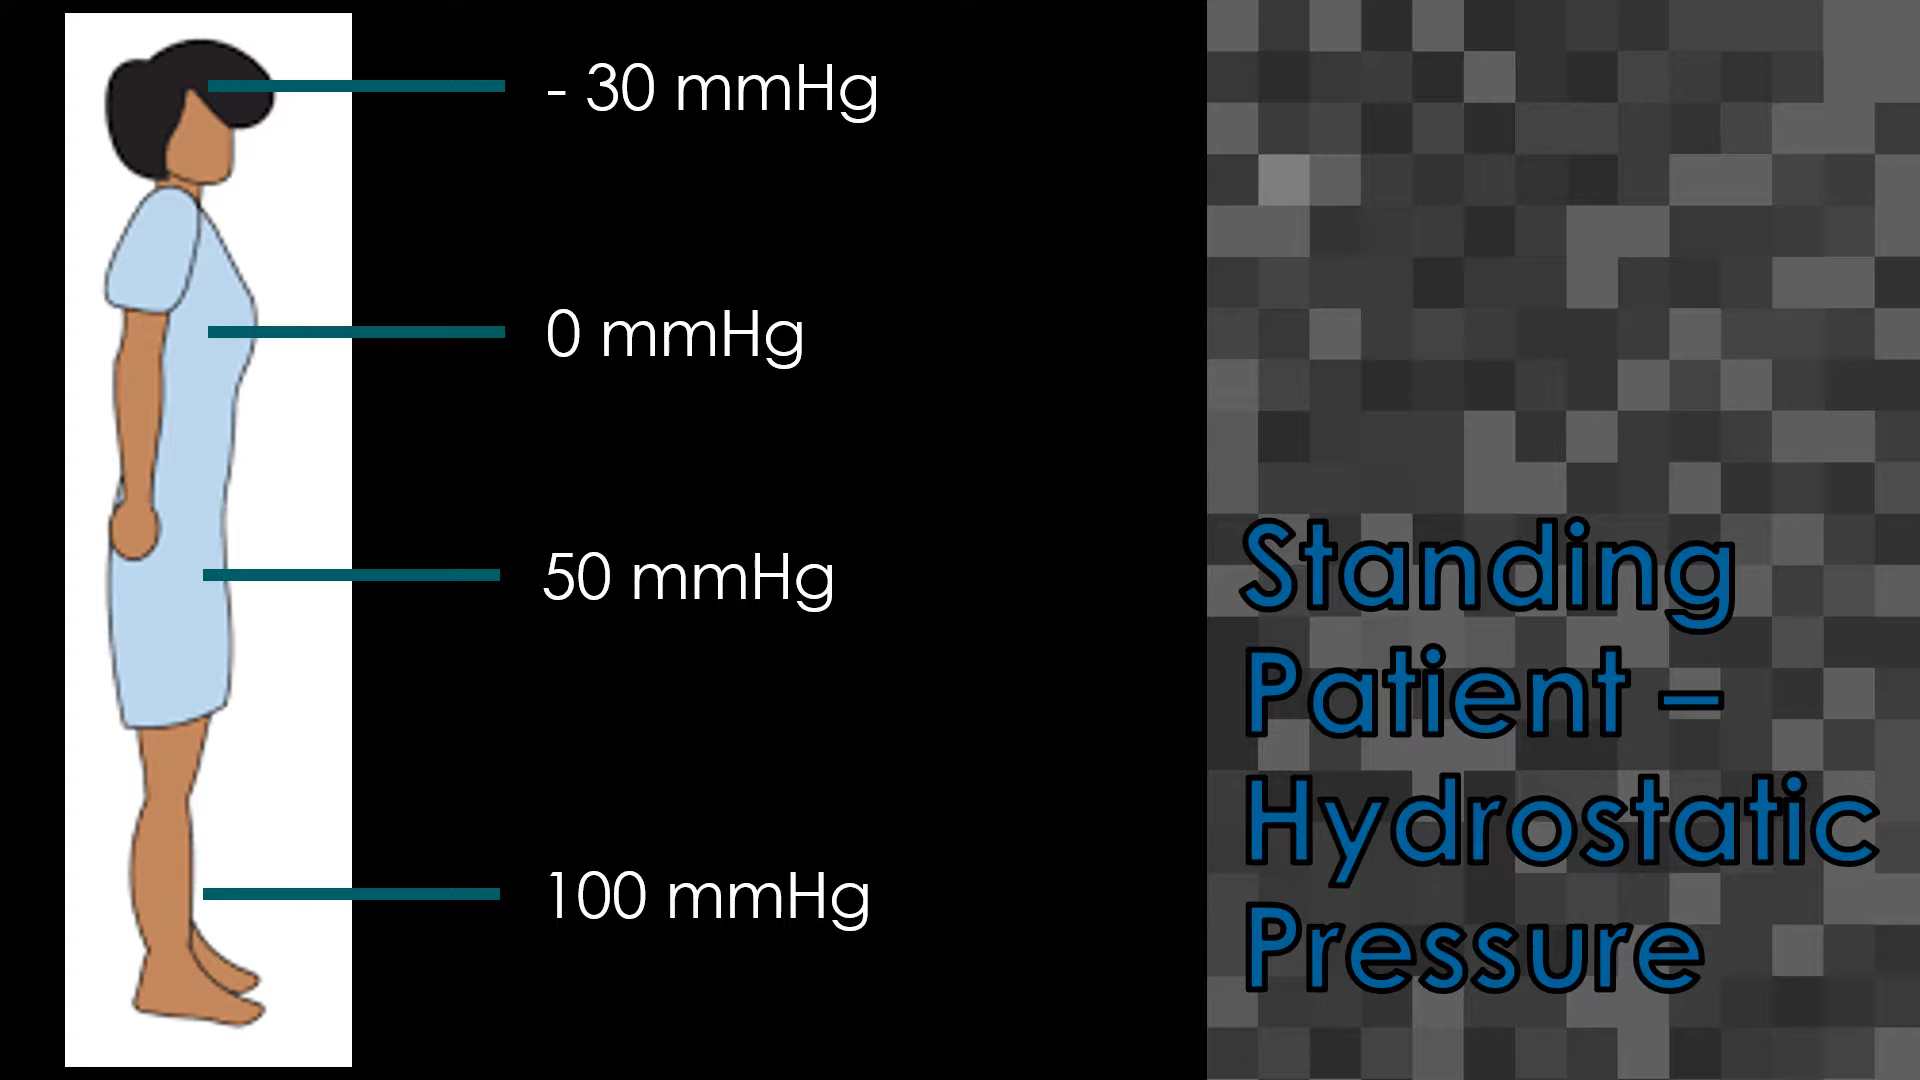 - 30 mmHg
0 mmHg
50 mmHg
100 mmHg
Standing
Patient –
Hydrostatic
Pressure